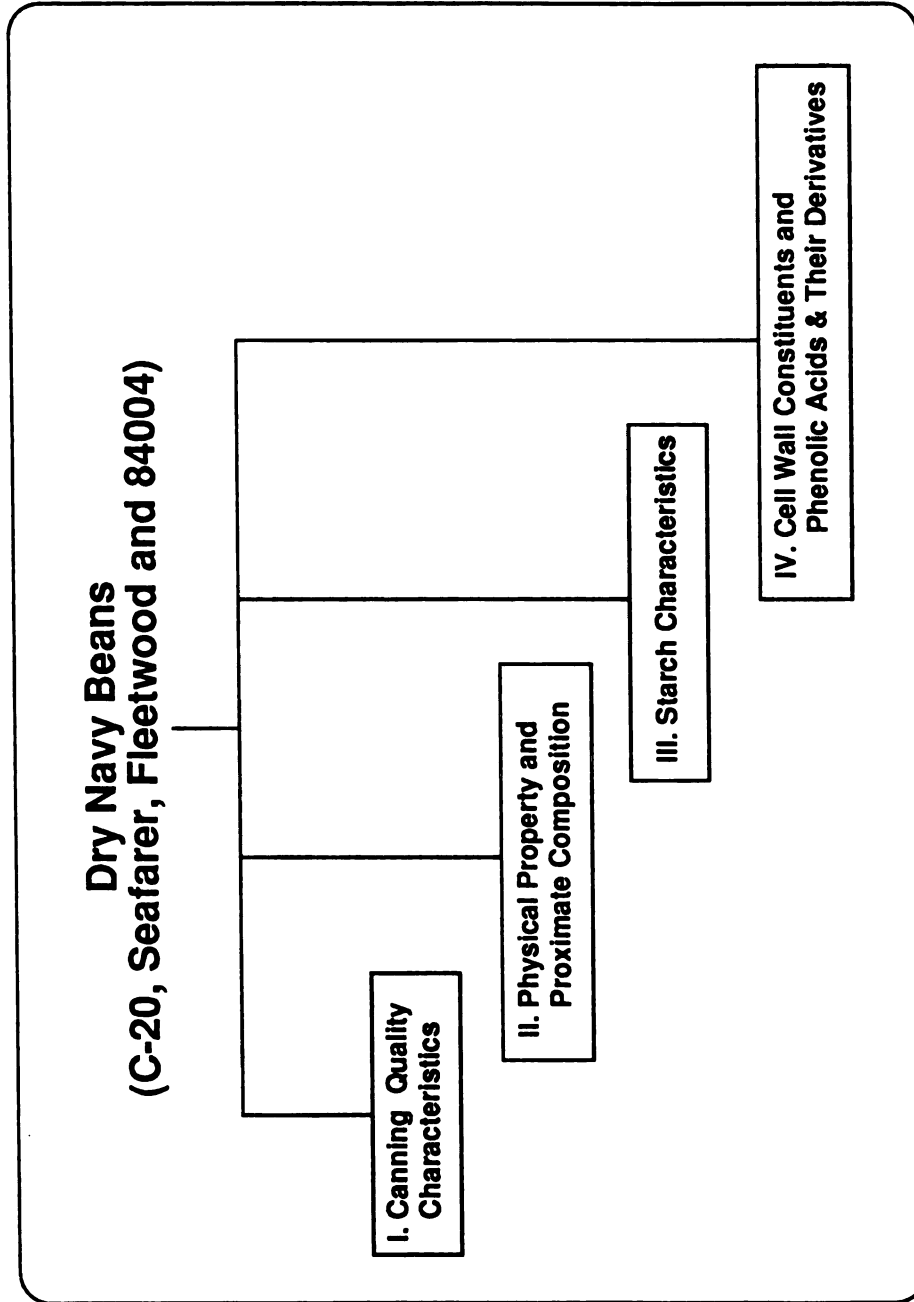 Dry Navy Beans
(C-20, Seafarer, Fleetwood and 84004)
I. Canning Quality
Characteristics
II. Physical Property and
Proximate Composition
III. Starch Characteristics
IV. Cell Wall Constituents and
Phenolic Acids & Their Derivatives